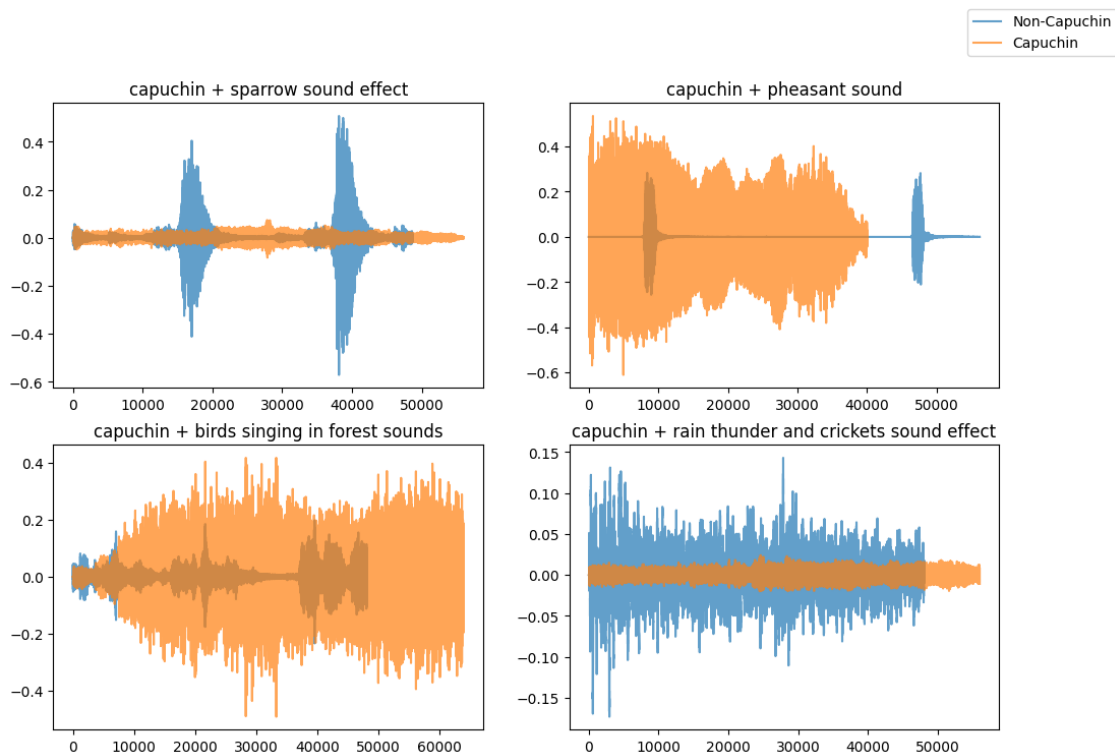 Non-Capuchin
Capuchin
capuchin + sparrow sound effect
0.4
0.2
0.0
−0.2
−0.4
−0.6
0 10000 20000 30000 40000 50000
capuchin + pheasant sound
0.4
0.2
0.0
−0.2
−0.4
−0.6
0 10000 20000 30000 40000 50000
capuchin + birds singing in forest sounds
0.4
0.2
0.0
−0.2
−0.4
0 10000 20000 30000 40000 50000 60000
capuchin + rain thunder and crickets sound effect
0.15
0.10
0.05
0.00
−0.05
−0.10
−0.15
0 10000 20000 30000 40000 50000